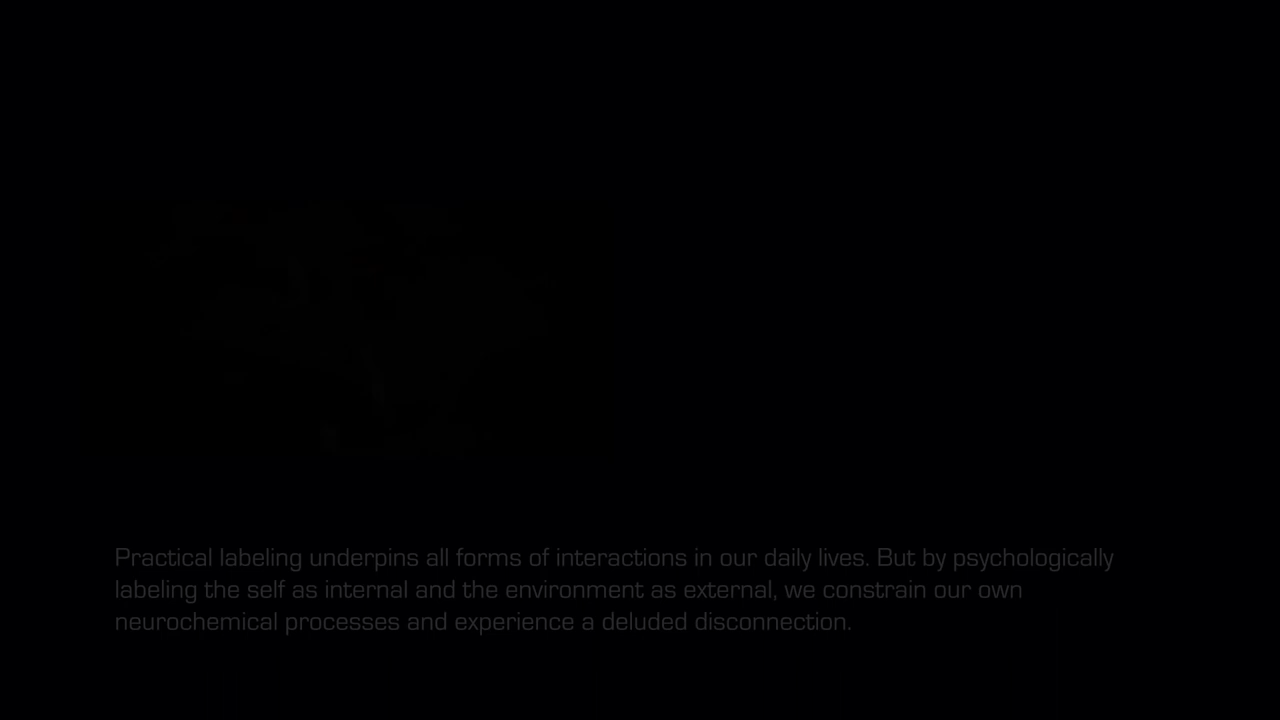 Practical labeling underpins all forms of interactions in our daily lives. But by psychologically
labeling the self as internal and the environment as external, we constrain our own
neurochemical processes and experience a deluded disconnection.